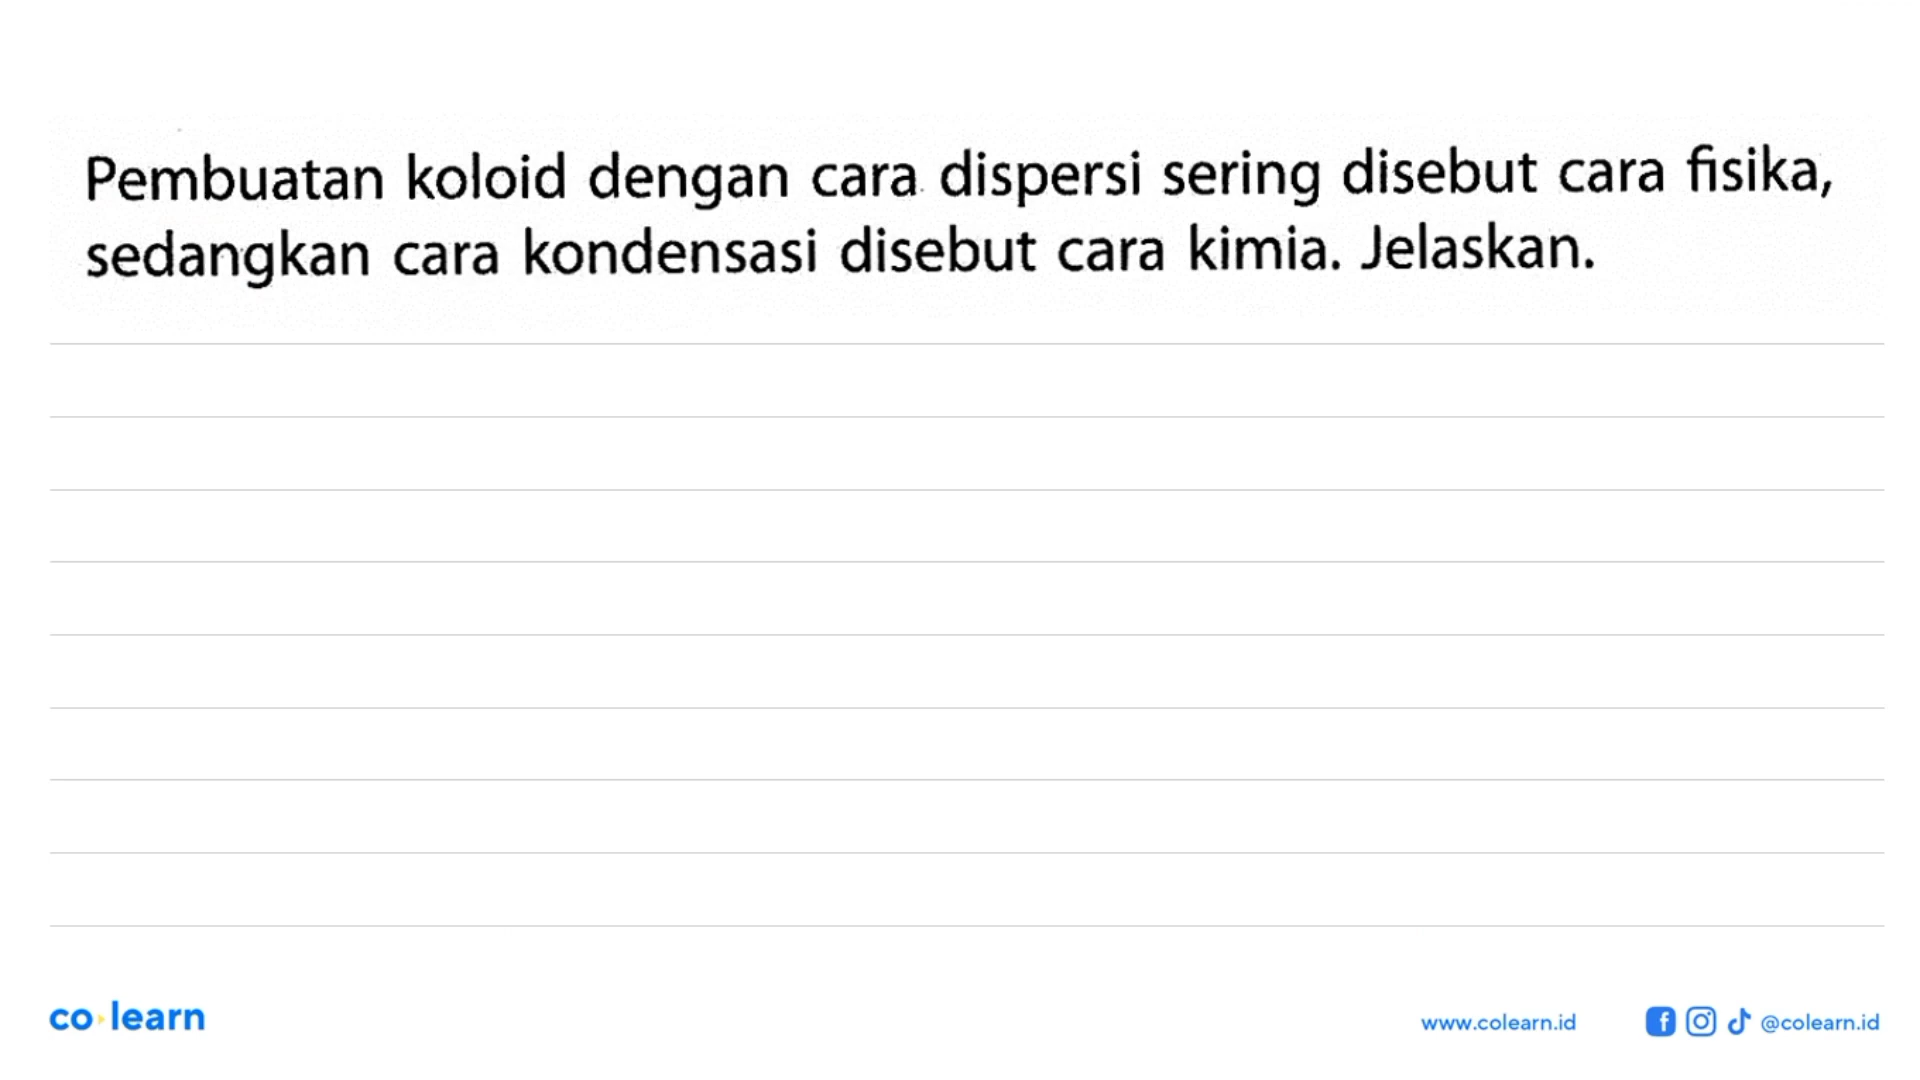 Pembuatan koloid dengan cara dispersi sering disebut cara fisika,
sedangkan cara kondensasi disebut cara kimia. Jelaskan.
co learn
www.colearn.id @colearn.id